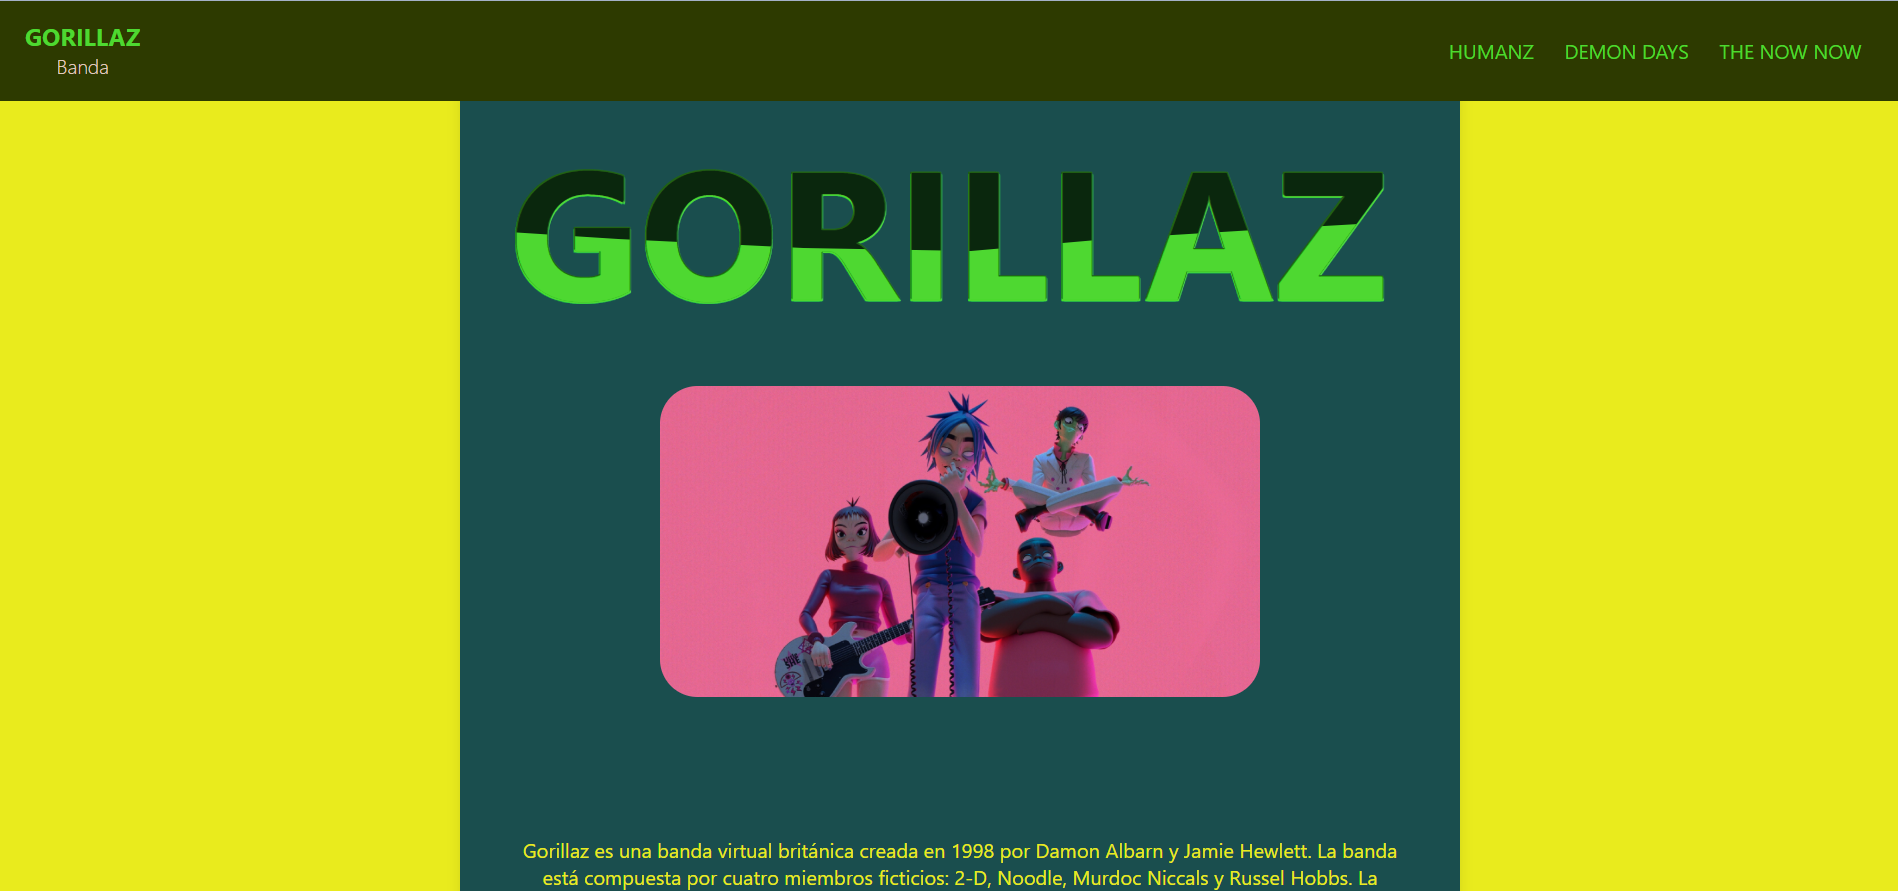 GORILLAZ
Banda
HUMANZ DEMON DAYS THE NOW NOW
GORILLAZ
Gorillaz es una banda virtual británica creada en 1998 por Damon Albarn y Jamie Hewlett. La banda
está compuesta por cuatro miembros ficticios: 2-D, Noodle, Murdoc Niccals y Russel Hobbs. La